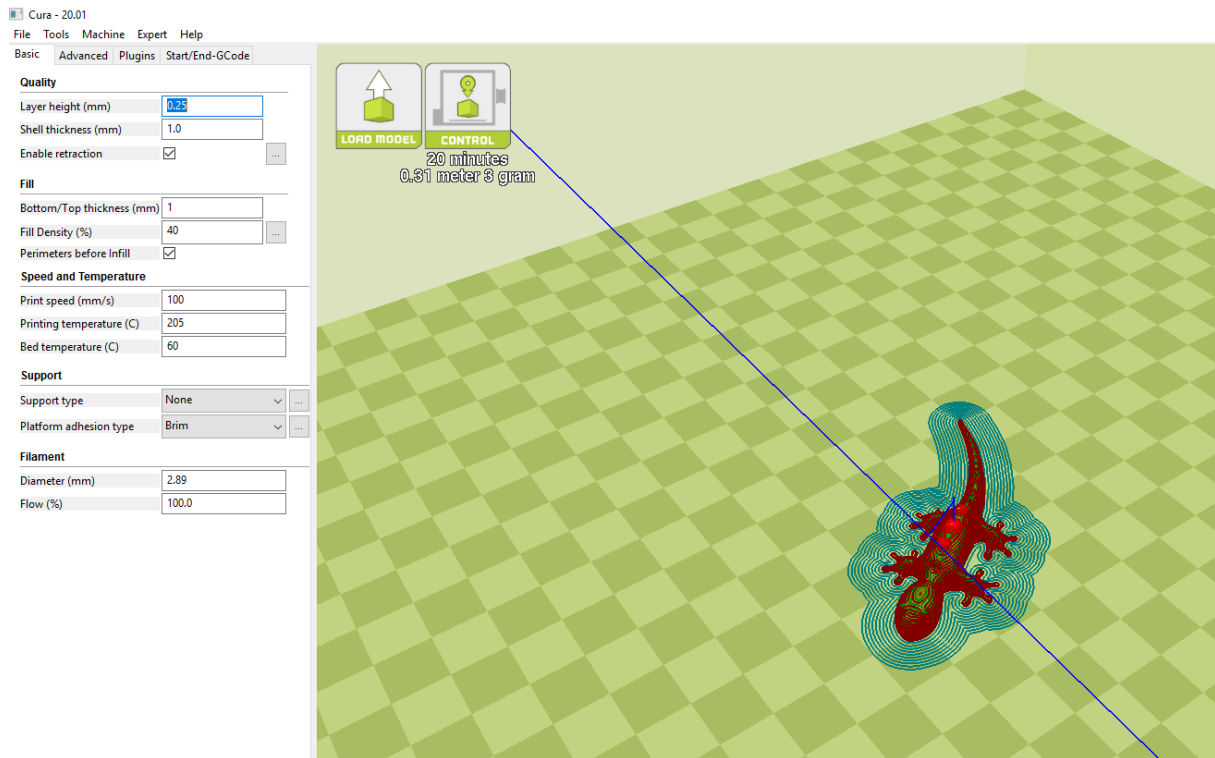 Cura - 20.01
File Tools Machine Expert Help
Basic Advanced Plugins Start/End-GCode
Quality
Layer height (mm) 0.25
Shell thickness (mm) 1.0
Enable retraction ...
Fill
Bottom/Top thickness (mm) 1
Fill Density (%) 40 ...
Perimeters before Infill
Speed and Temperature
Print speed (mm/s) 100
Printing temperature (C) 205
Bed temperature (C) 60
Support
Support type None ...
Platform adhesion type Brim ...
Filament
Diameter (mm) 2.89
Flow (%) 100.0
LOAD MODEL CONTROL
20 minutes
0.31 meter 3 gram